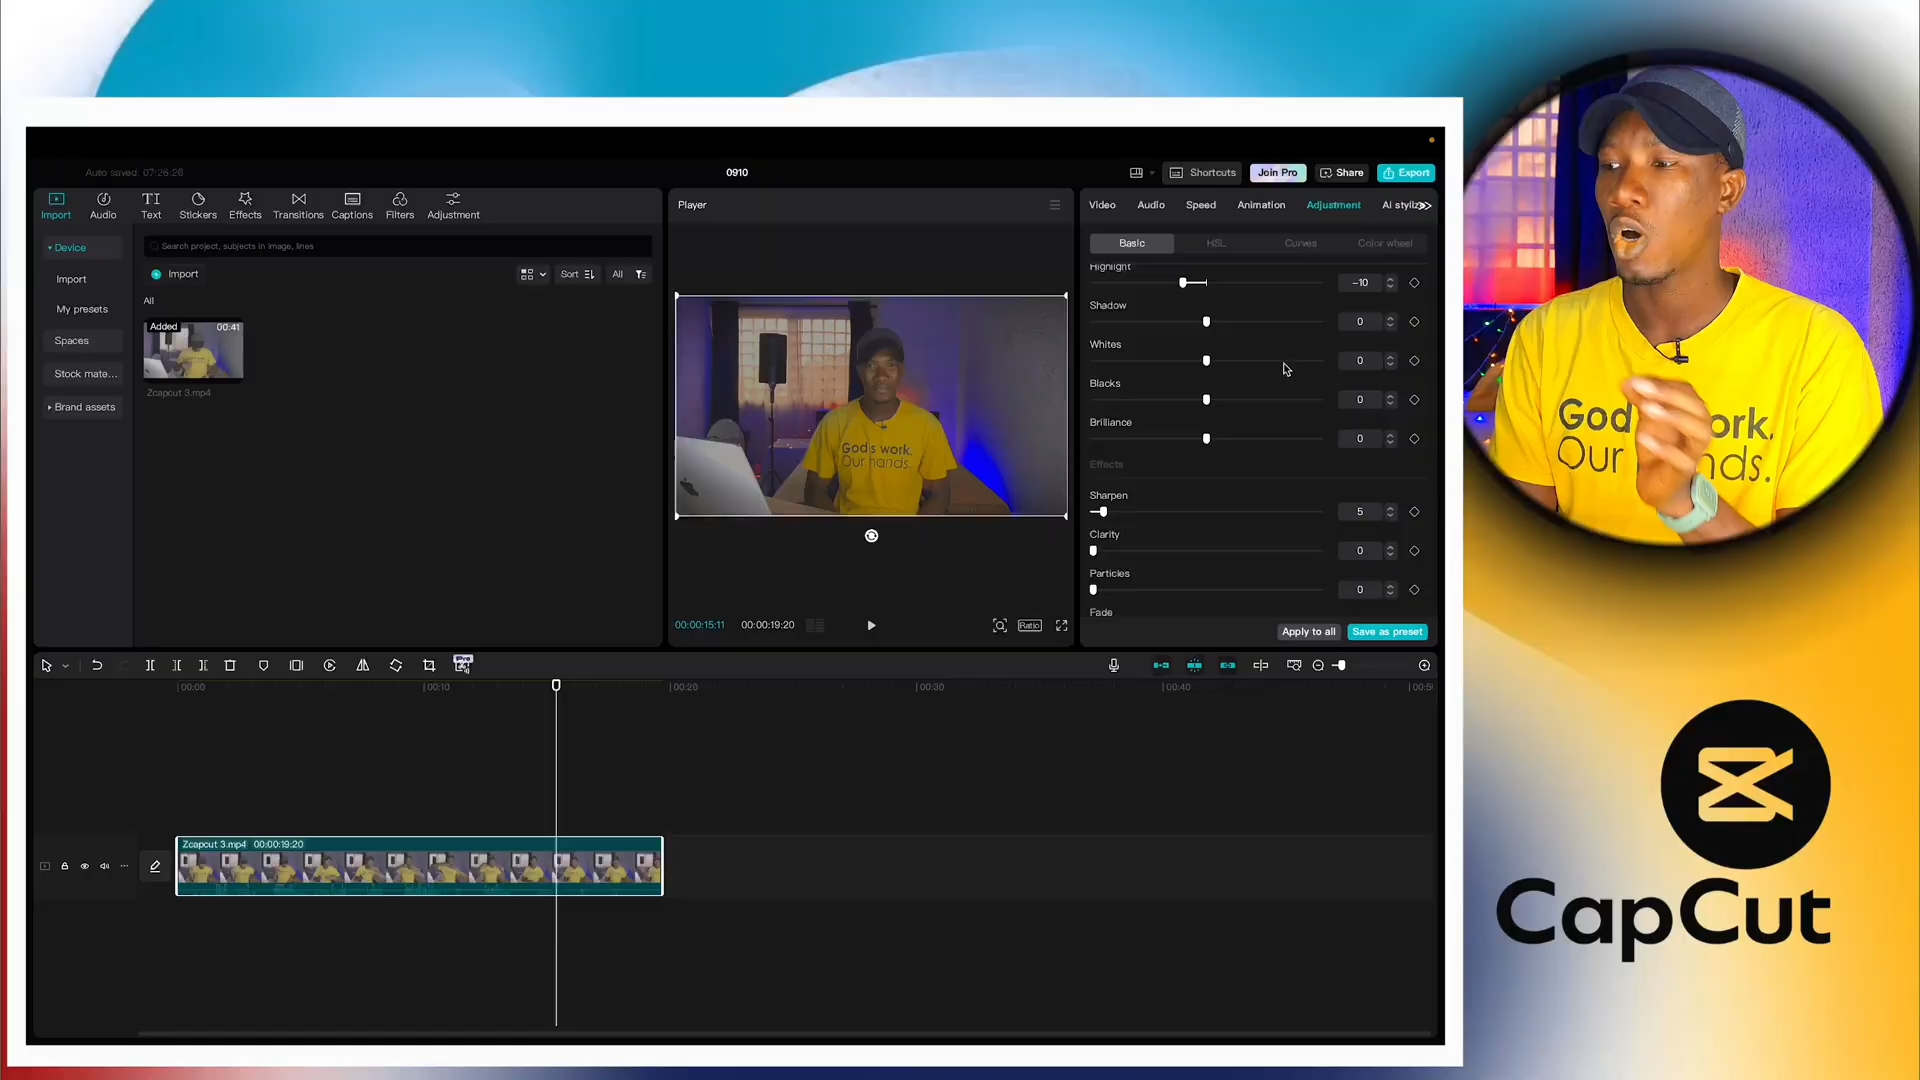 Auto saved: 07:26:26
0910
Shortcuts
Join Pro
Share
Export
Import
Audio
Text
Stickers
Effects
Transitions
Captions
Filters
Adjustment
Device
Import
My presets
Spaces
Stock mate...
Brand assets
Search project, subjects in image, lines
Import
Sort
All
All
Added
00:41
Zcapcut 3.mp4
Player
God's work.
Our hands.
00:00:15:11
00:00:19:20
Ratio
Video
Audio
Speed
Animation
Adjustment
AI styliz
Basic
HSL
Curves
Color wheel
Highlight
-10
Shadow
0
Whites
0
Blacks
0
Brilliance
0
Effects
Sharpen
5
Clarity
0
Particles
0
Fade
Apply to all
Save as preset
Pro
00:00
00:10
00:20
00:30
00:40
Zcapcut 3.mp4 00:00:19:20
God ork.
Our nds.
CapCut